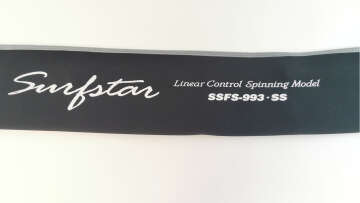 Surfstar
Linear Control Spinning Model
SSFS-993·SS